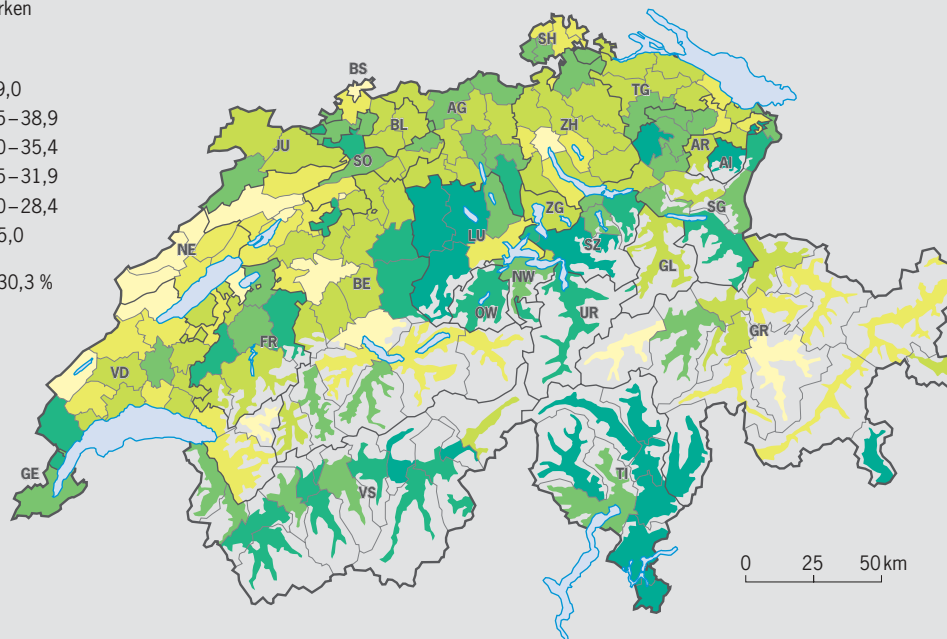 rken
9,0
5–38,9
0–35,4
5–31,9
0–28,4
5,0
30,3 %
SH
BS
TG
AG
BL
ZH
JU
SO
AR
AI
ZG
SG
LU
SZ
NE
GL
NW
BE
OW
UR
GR
FR
VD
TI
GE
VS
0 25 50 km